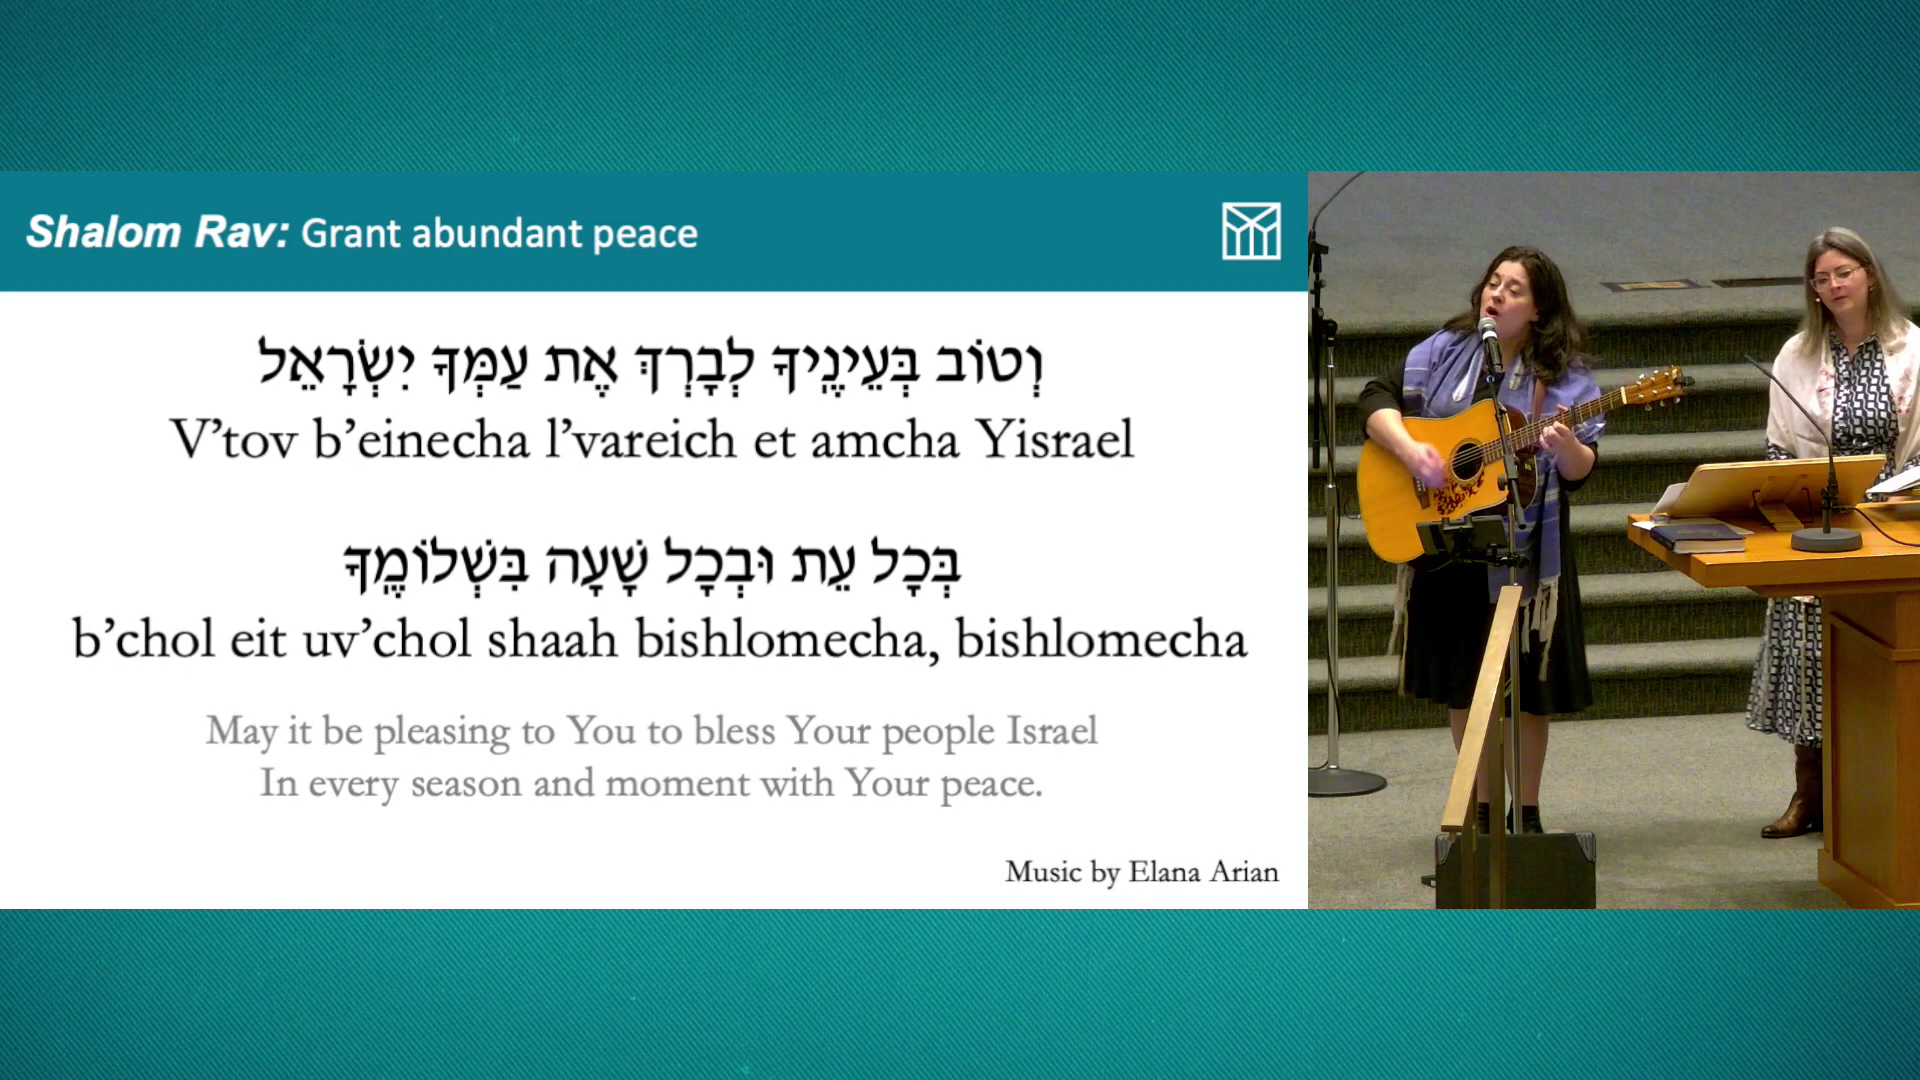 Shalom Rav: Grant abundant peace
וְטוֹב בְּעֵינֶֽיךָ לְבָרְךְ אֶת עַמְּךָ יִשְׂרָאֵל
V’tov b’einecha l’vareich et amcha Yisrael
בְּכָל עֵת וּבְכָל שָׁעָה בִּשְׁלוֹמֶֽךָ
b’chol eit uv’chol shaah bishlomecha, bishlomecha
May it be pleasing to You to bless Your people Israel
In every season and moment with Your peace.
Music by Elana Arian